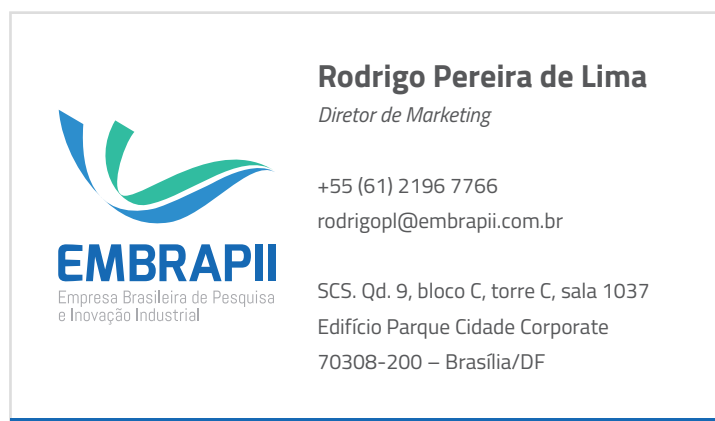 EMBRAPII
Empresa Brasileira de Pesquisa
e Inovação Industrial
Rodrigo Pereira de Lima
Diretor de Marketing
+55 (61) 2196 7766
rodrigopl@embrapii.com.br
SCS. Qd. 9, bloco C, torre C, sala 1037
Edifício Parque Cidade Corporate
70308-200 – Brasília/DF